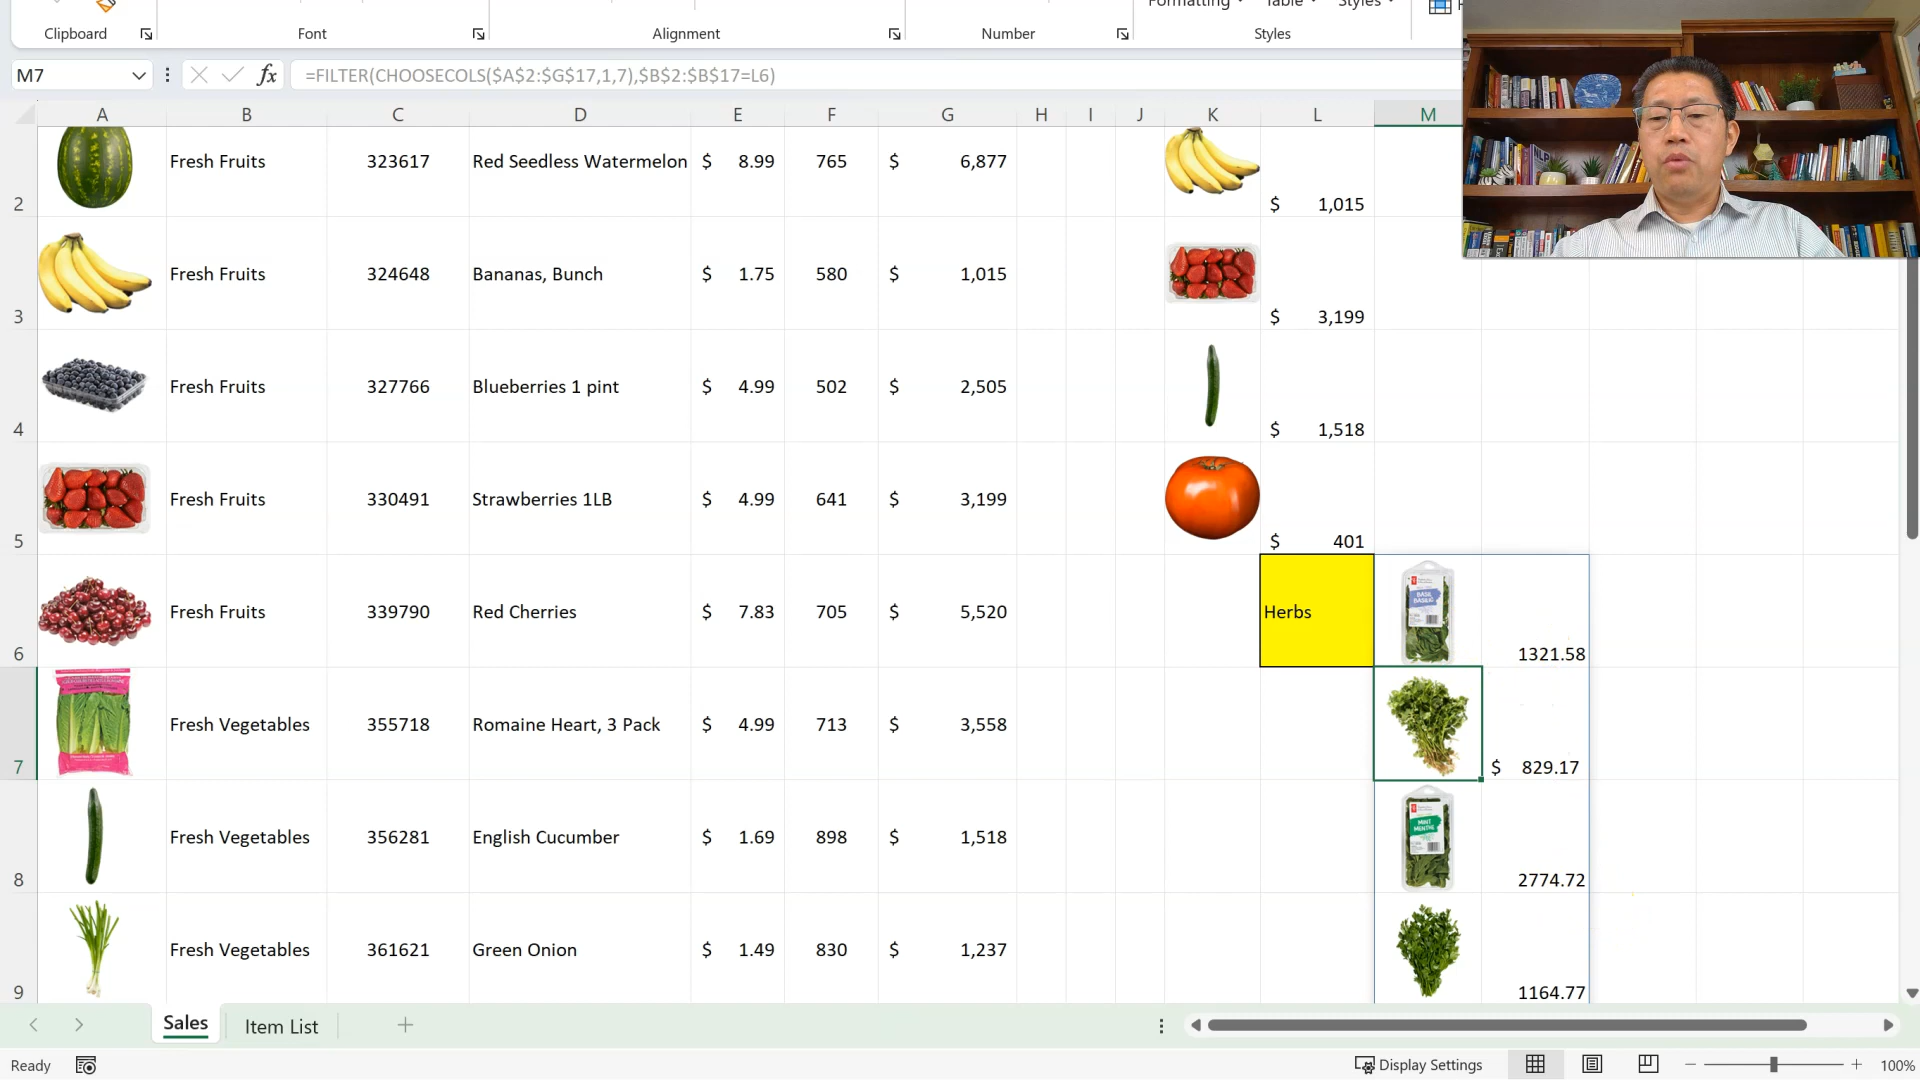 Formatting Table Styles
Clipboard Font Alignment Number Styles
M7 fx =FILTER(CHOOSECOLS($A$2:$G$17,1,7),$B$2:$B$17=L6)
A B C D E F G H I J K L M
2 Fresh Fruits 323617 Red Seedless Watermelon $ 8.99 765 $ 6,877 $ 1,015
3 Fresh Fruits 324648 Bananas, Bunch $ 1.75 580 $ 1,015 $ 3,199
4 Fresh Fruits 327766 Blueberries 1 pint $ 4.99 502 $ 2,505 $ 1,518
5 Fresh Fruits 330491 Strawberries 1LB $ 4.99 641 $ 3,199 $ 401
6 Fresh Fruits 339790 Red Cherries $ 7.83 705 $ 5,520 Herbs 1321.58
7 Fresh Vegetables 355718 Romaine Heart, 3 Pack $ 4.99 713 $ 3,558 $ 829.17
8 Fresh Vegetables 356281 English Cucumber $ 1.69 898 $ 1,518 MINT MENTHE 2774.72
9 Fresh Vegetables 361621 Green Onion $ 1.49 830 $ 1,237 1164.77
Sales Item List
Ready Display Settings 100%